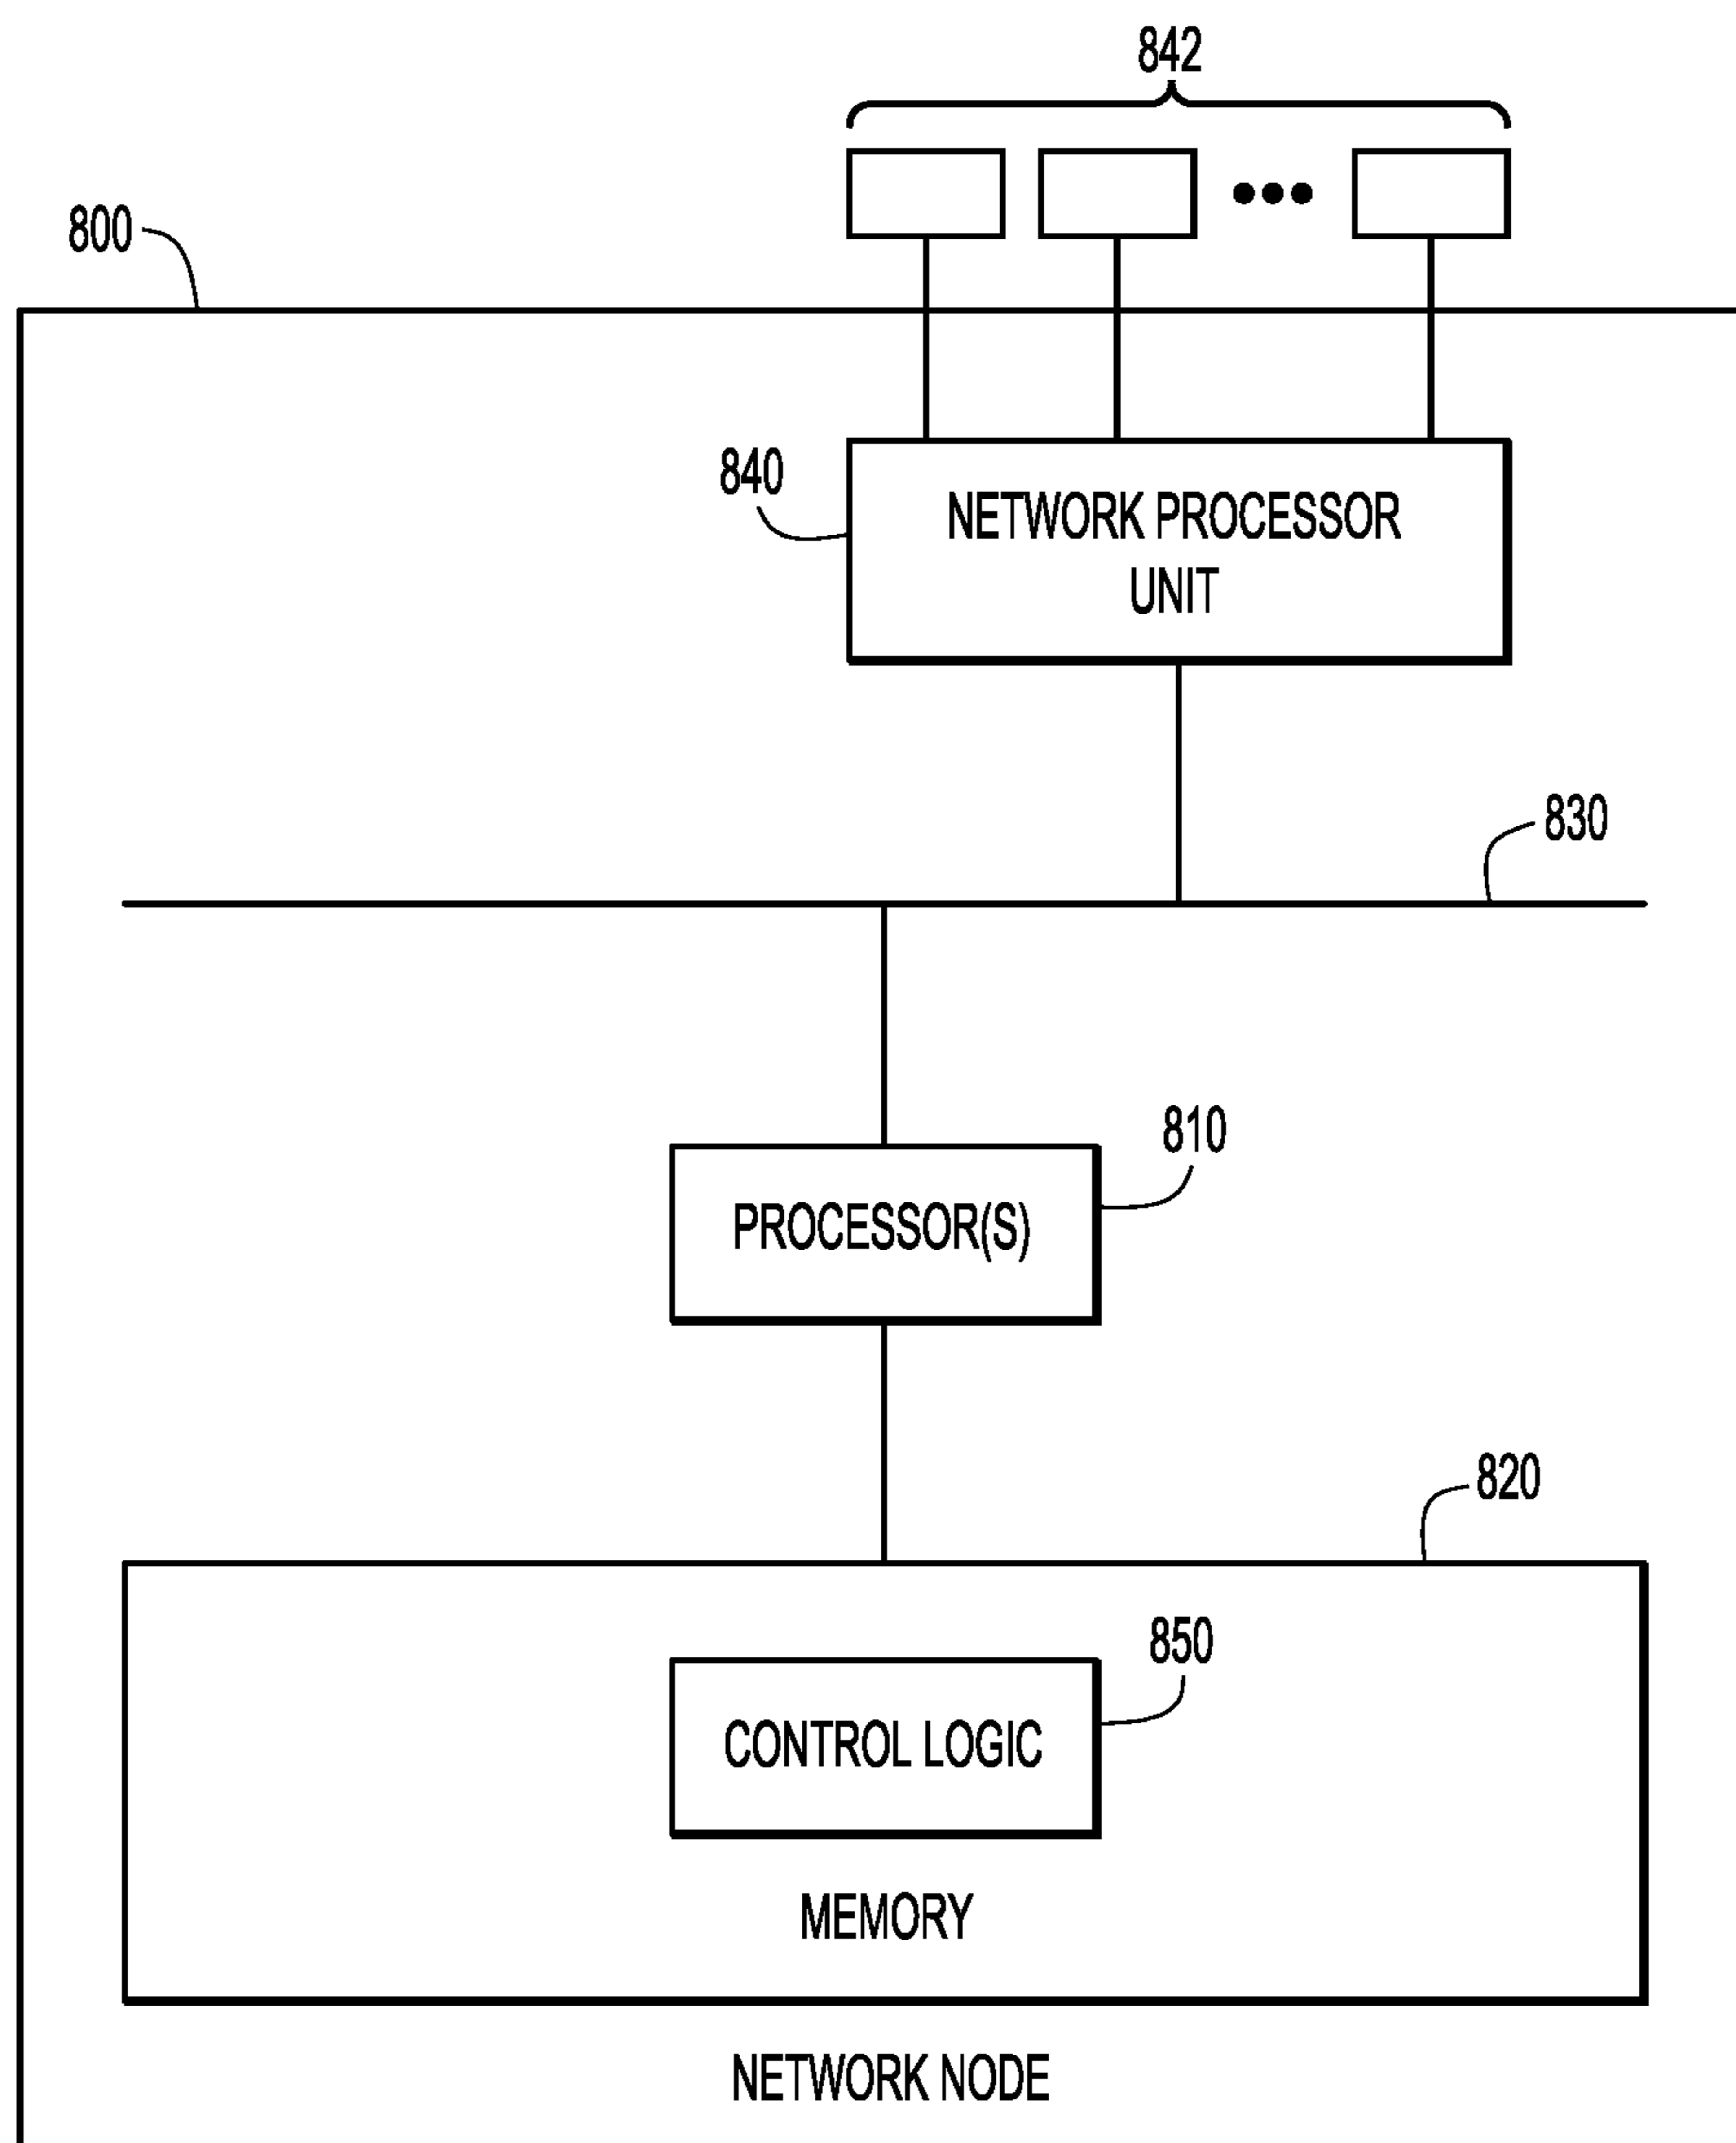 842
800
840
NETWORK PROCESSOR
UNIT
830
810
PROCESSOR(S)
820
850
CONTROL LOGIC
MEMORY
NETWORK NODE